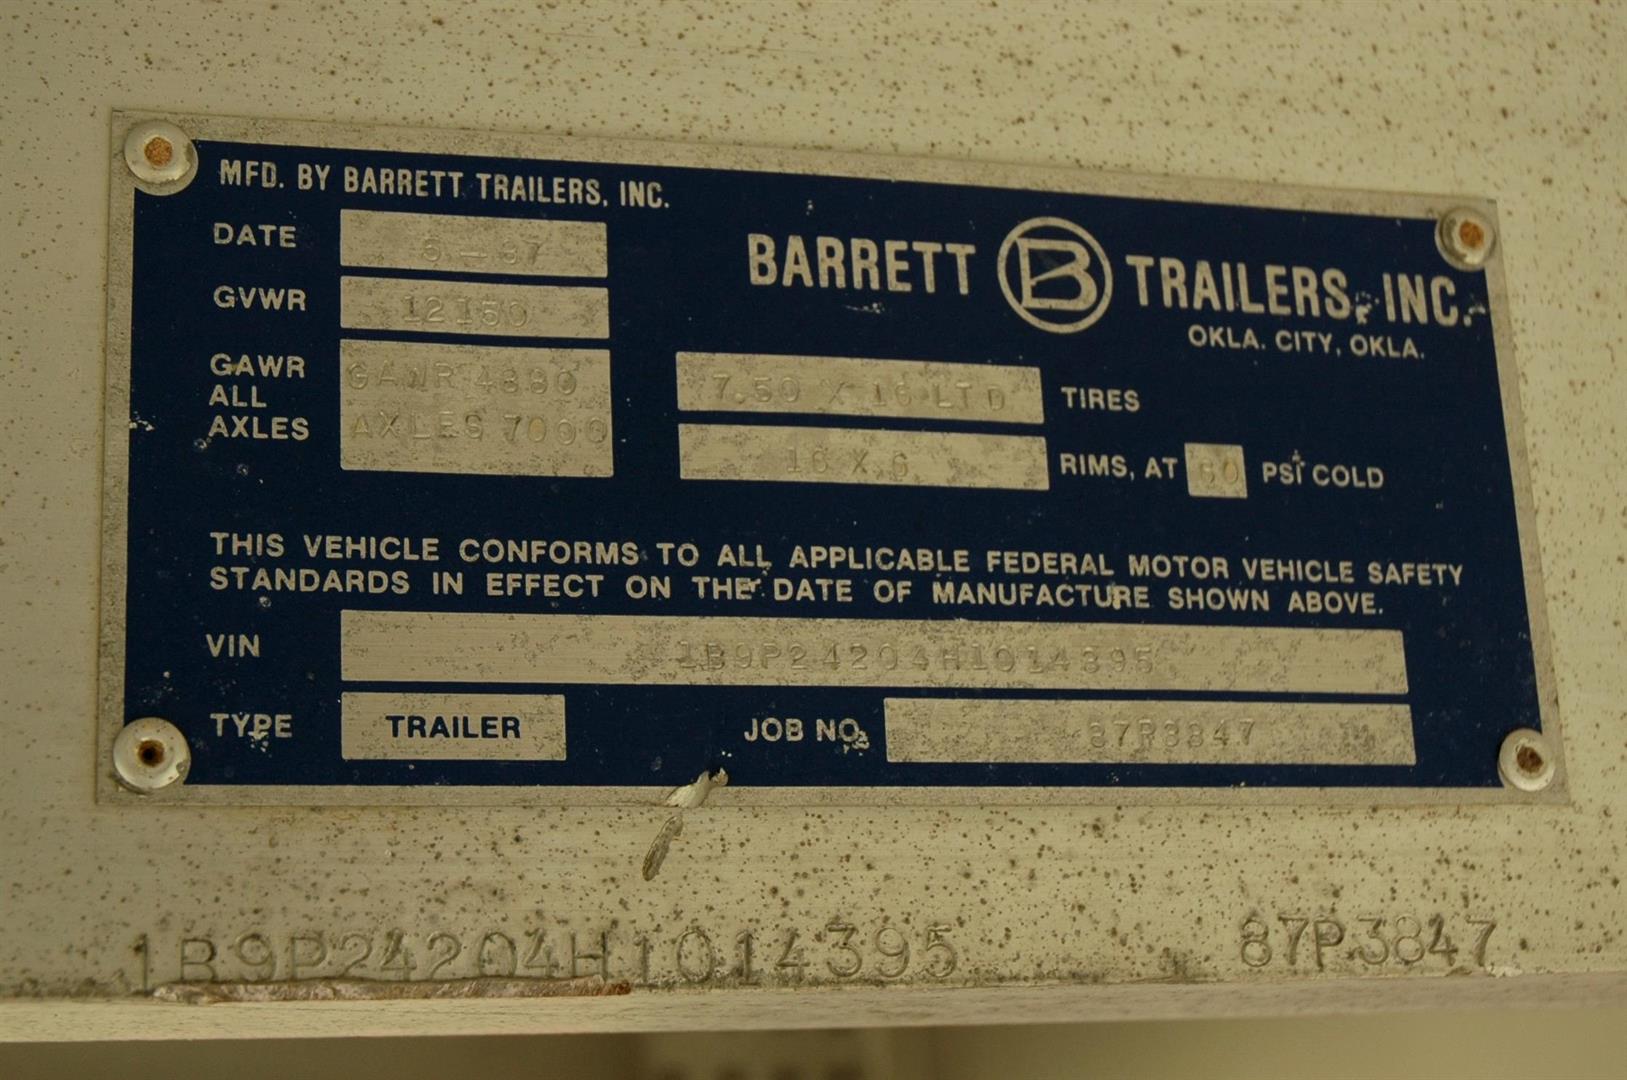 MFD. BY BARRETT TRAILERS, INC.
DATE 5-87
GVWR 12150
BARRETT B TRAILERS, INC.
OKLA. CITY, OKLA.
GAWR ALL AXLES
GAWR 4880
AXLES 7000
7.50 X 16 LTD TIRES
16 X 6 RIMS, AT 60 PSI COLD
THIS VEHICLE CONFORMS TO ALL APPLICABLE FEDERAL MOTOR VEHICLE SAFETY
STANDARDS IN EFFECT ON THE DATE OF MANUFACTURE SHOWN ABOVE.
VIN 1B9P24204H1014395
TYPE TRAILER JOB NO. 87P3847
1B9P24204H1014395 87P3847